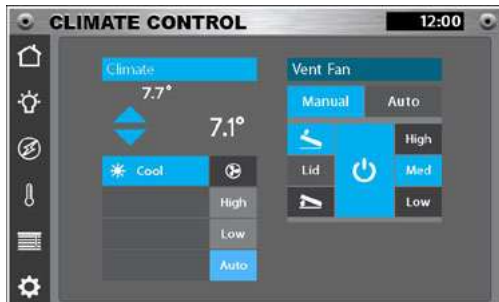 CLIMATE CONTROL 12:00
Climate
7.7°
7.1°
Cool
High
Low
Auto
Vent Fan
Manual Auto
High
Lid Med
Low